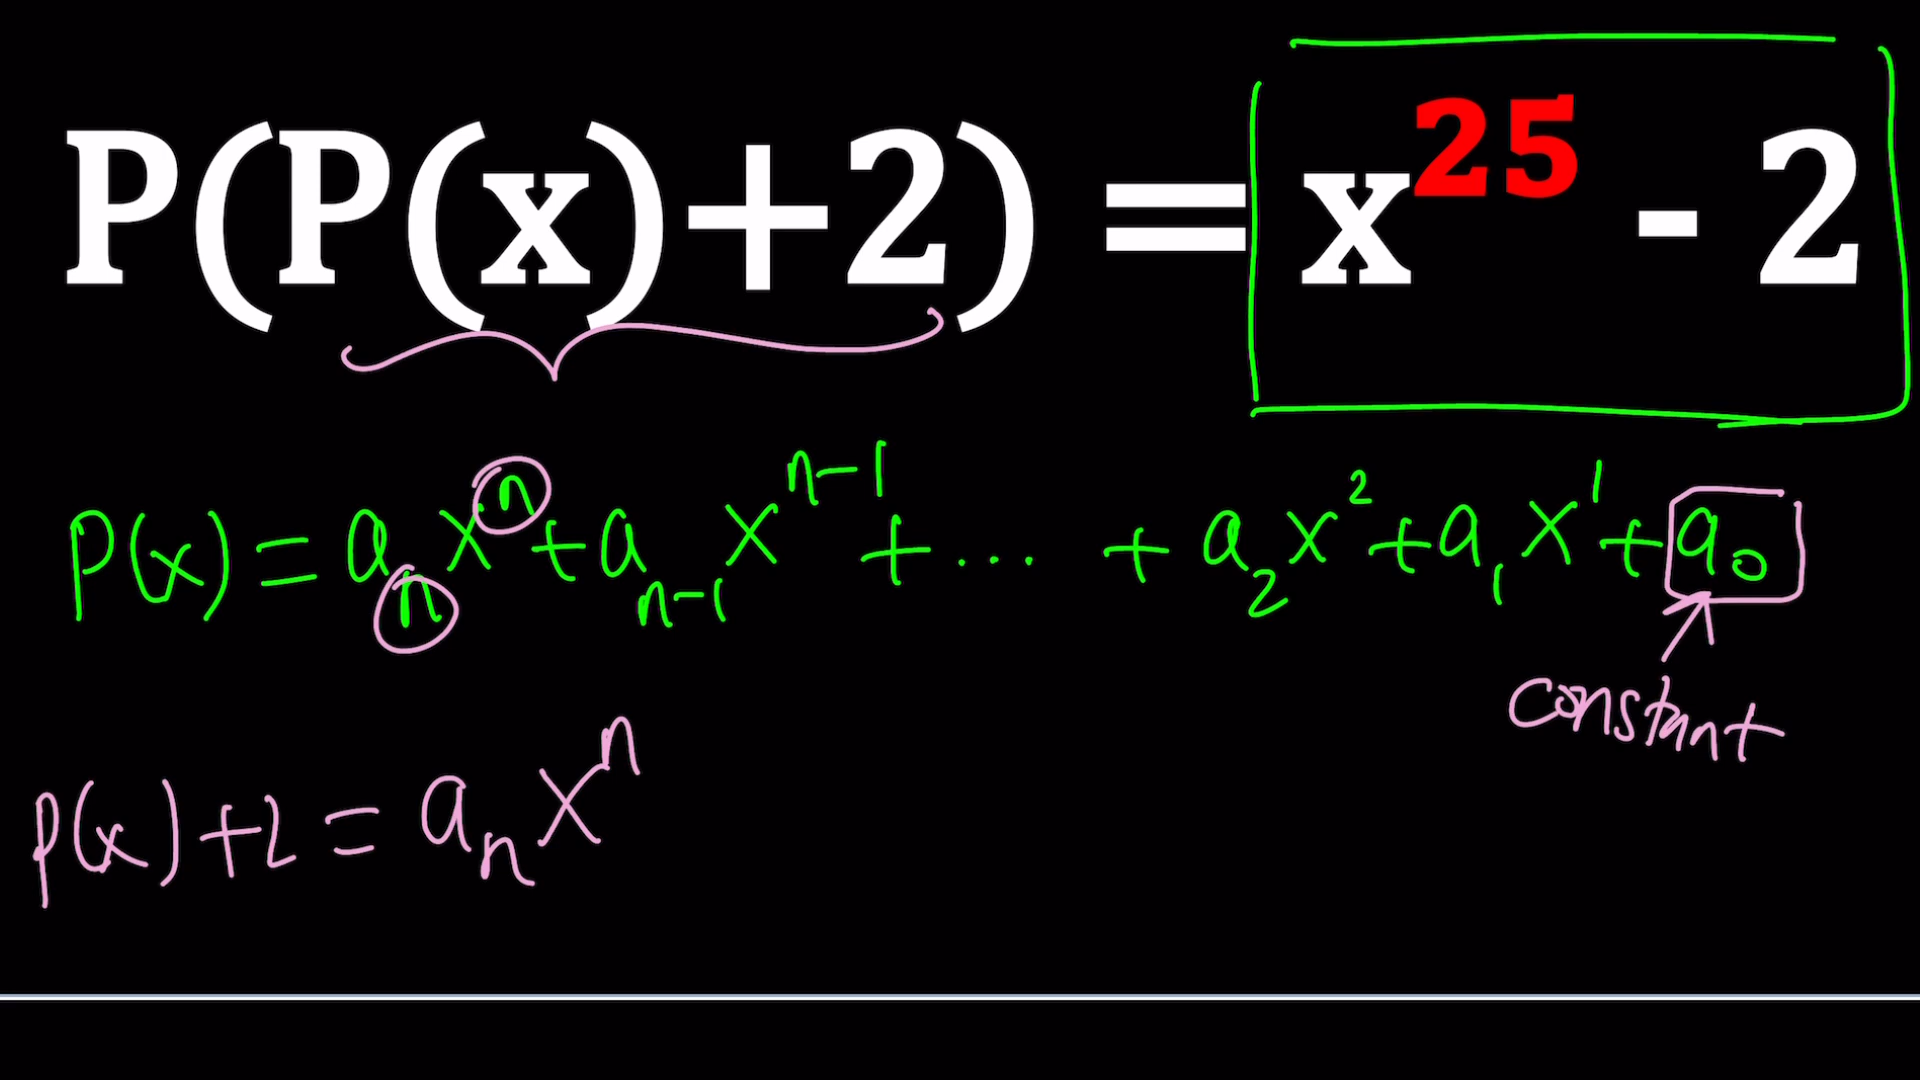 P(P(x)+2) = x²⁵ - 2
P(x) = aₙxⁿ + aₙ₋₁xⁿ⁻¹ + ... + a₂x² + a₁x¹ + a₀
constant
P(x) + 2 = aₙxⁿ